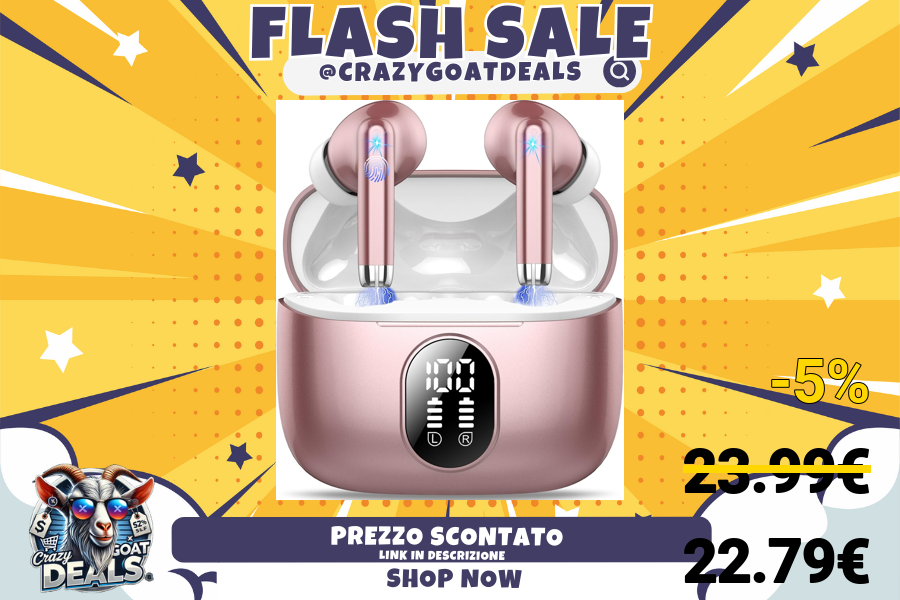 FLASH SALE
@CRAZYGOATDEALS
100
L R
-5%
23.99€
PREZZO SCONTATO
LINK IN DESCRIZIONE
SHOP NOW
22.79€
$
52%
Crazy
GOAT
DEALS